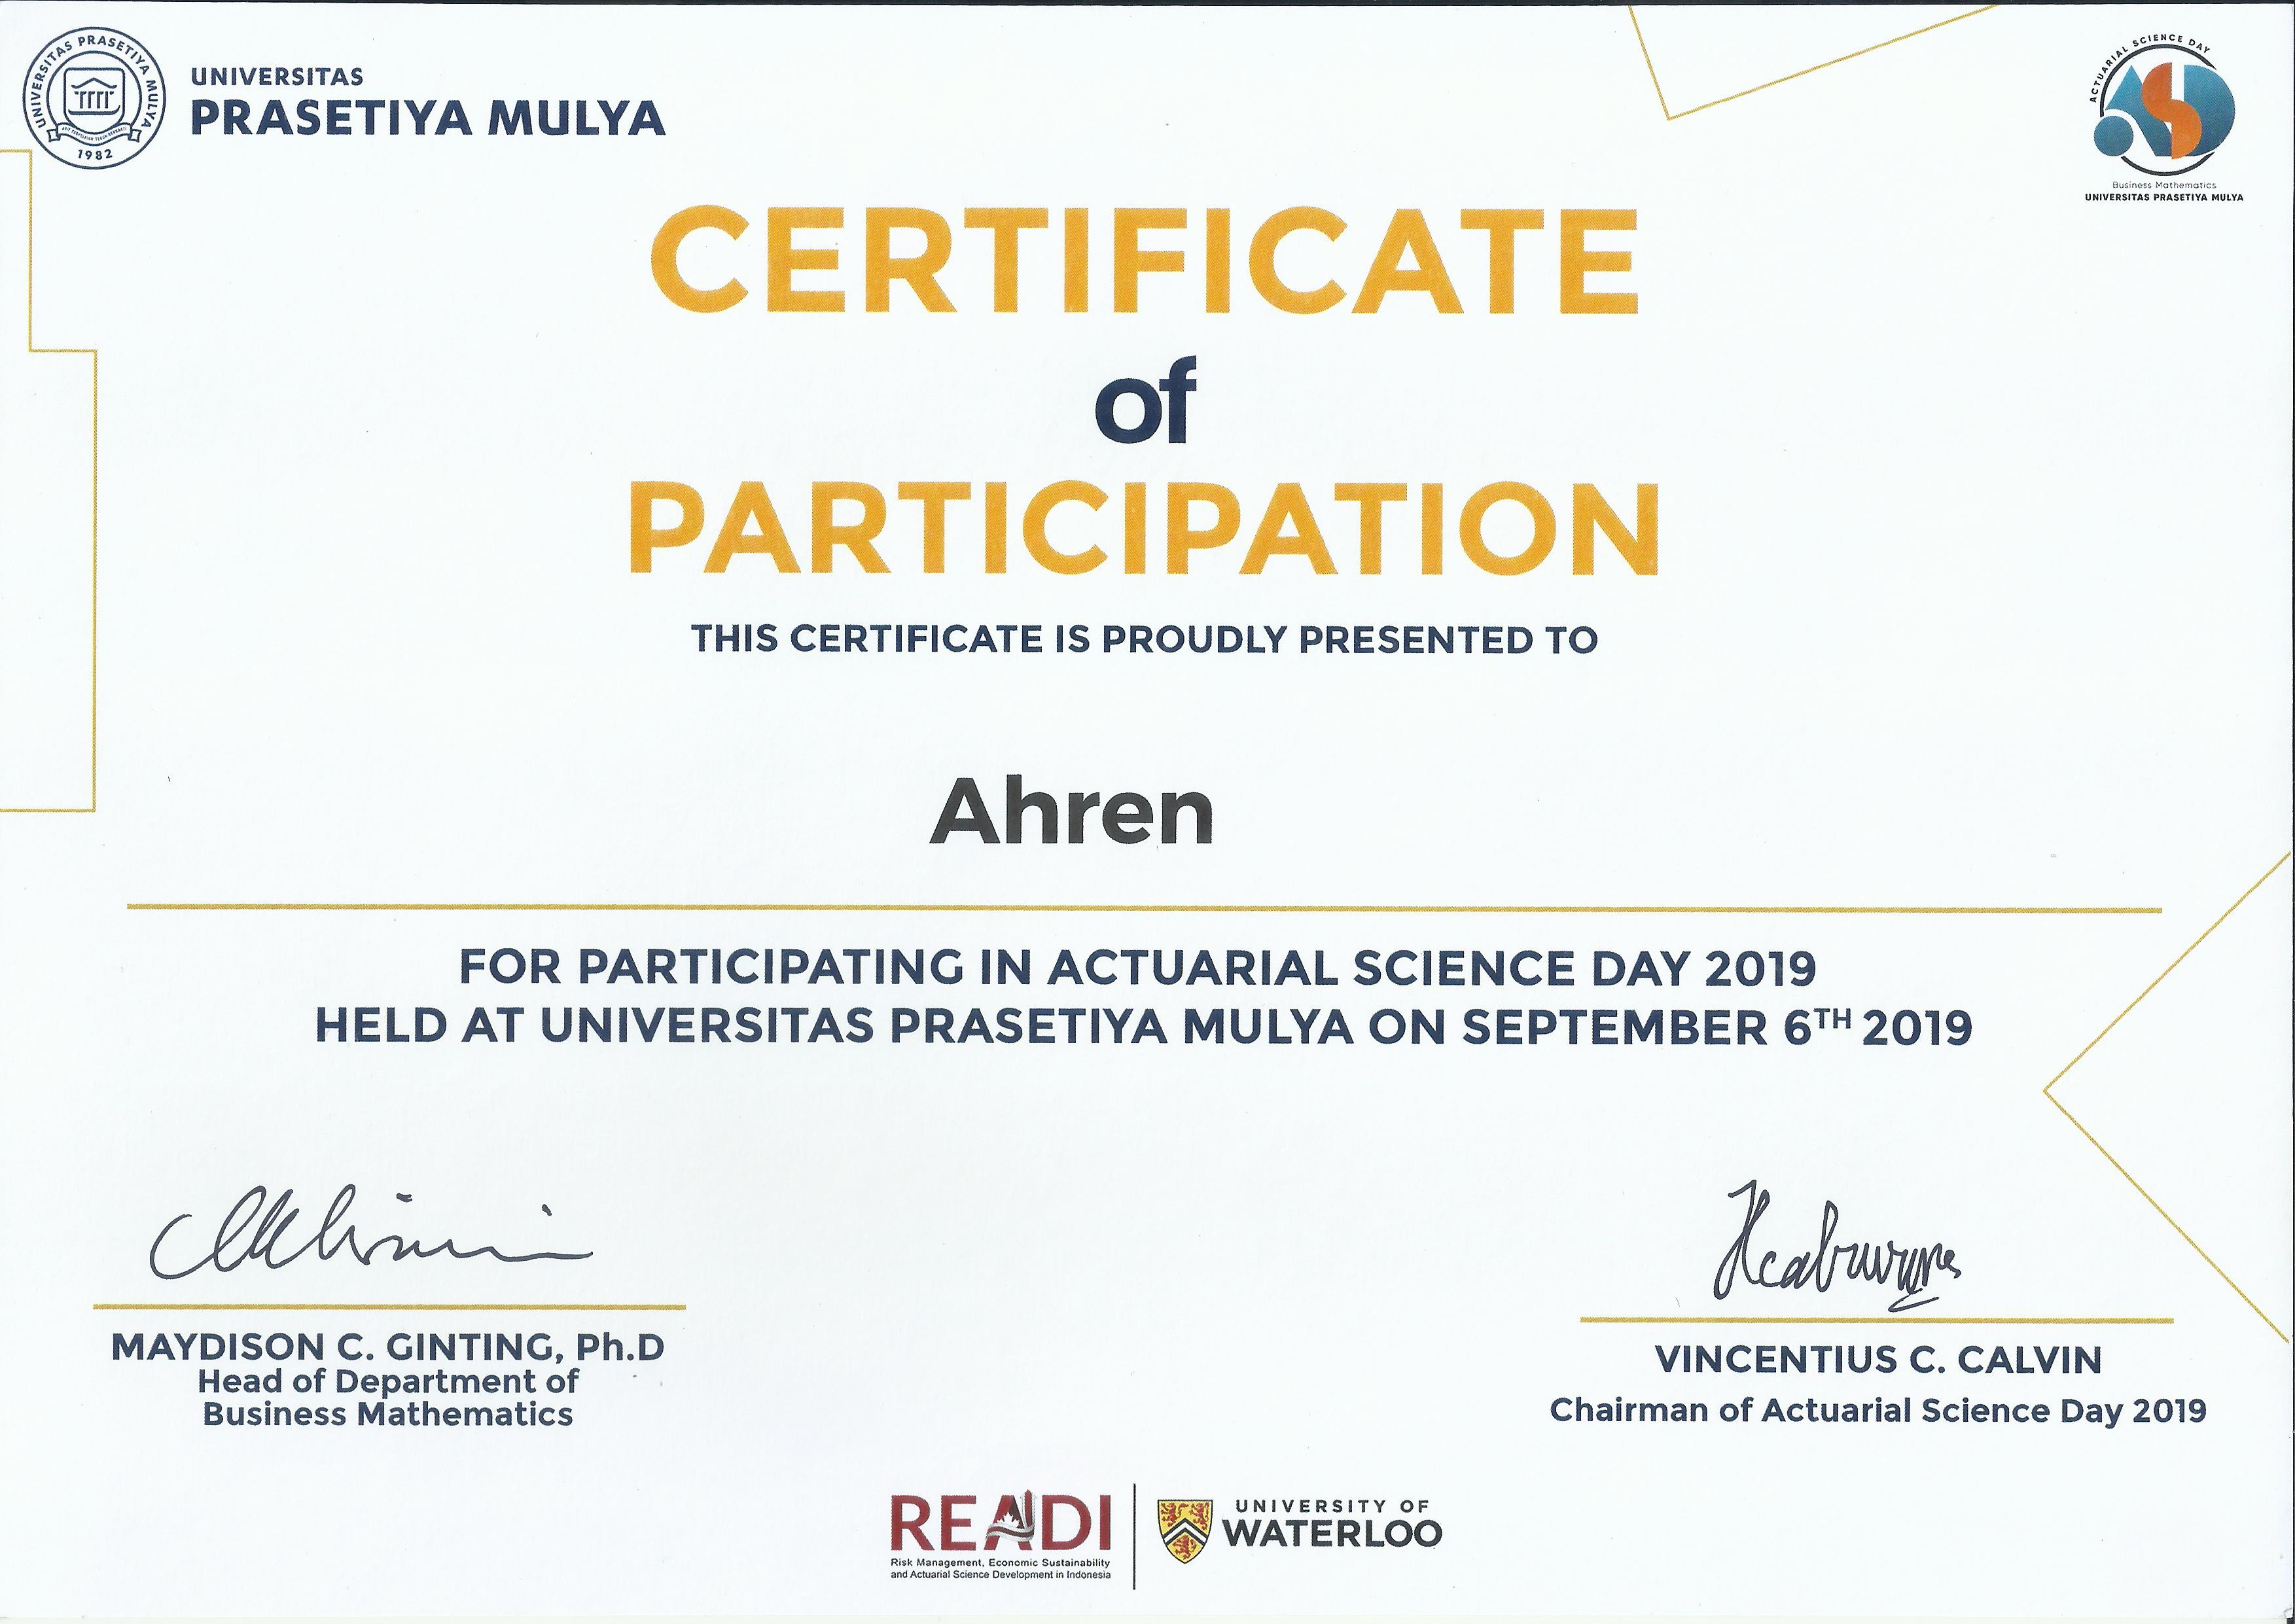 UNIVERSITAS PRASETIYA MULYA
1982
UNIVERSITAS
PRASETIYA MULYA
ACTUARIAL SCIENCE DAY
ASD
Business Mathematics
UNIVERSITAS PRASETIYA MULYA
CERTIFICATE
of
PARTICIPATION
THIS CERTIFICATE IS PROUDLY PRESENTED TO
Ahren
FOR PARTICIPATING IN ACTUARIAL SCIENCE DAY 2019
HELD AT UNIVERSITAS PRASETIYA MULYA ON SEPTEMBER 6TH 2019
MAYDISON C. GINTING, Ph.D
Head of Department of
Business Mathematics
VINCENTIUS C. CALVIN
Chairman of Actuarial Science Day 2019
READI
Risk Management, Economic Sustainability
and Actuarial Science Development in Indonesia
UNIVERSITY OF
WATERLOO